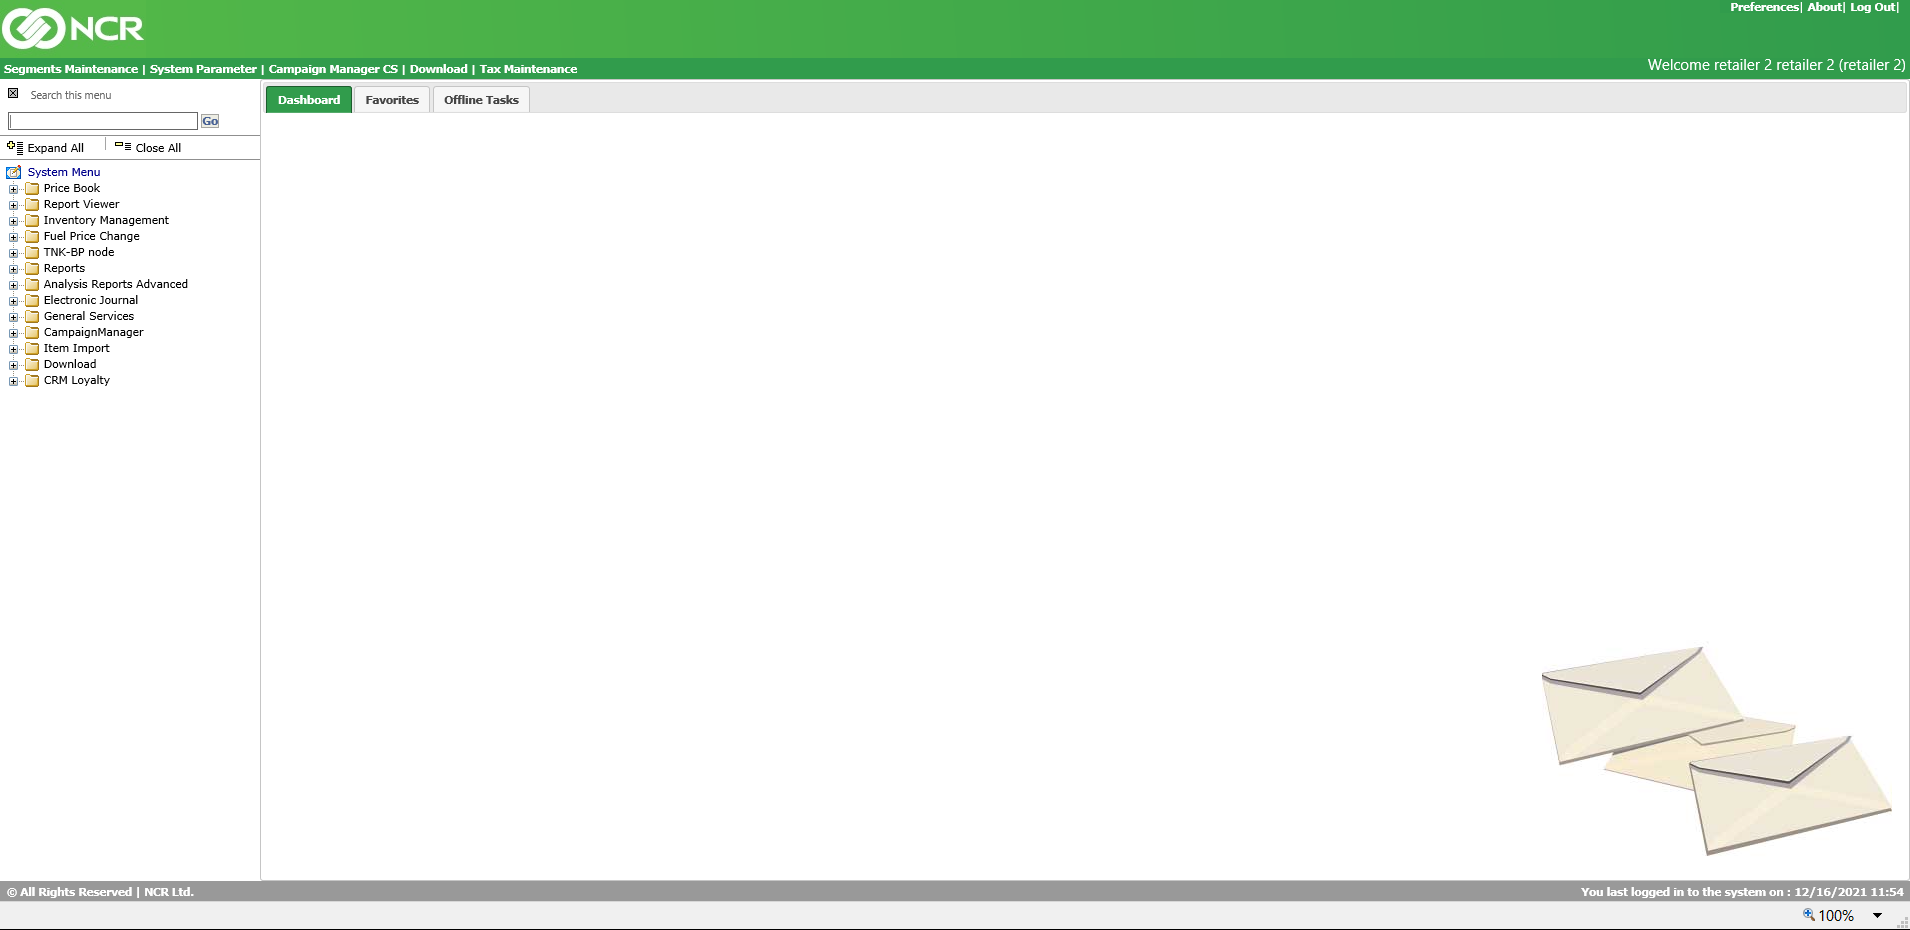 NCR
Preferences| About| Log Out|
Segments Maintenance | System Parameter | Campaign Manager CS | Download | Tax Maintenance
Welcome retailer 2 retailer 2 (retailer 2)
Search this menu
Go
Expand All
Close All
Dashboard
Favorites
Offline Tasks
System Menu
Price Book
Report Viewer
Inventory Management
Fuel Price Change
TNK-BP node
Reports
Analysis Reports Advanced
Electronic Journal
General Services
CampaignManager
Item Import
Download
CRM Loyalty
© All Rights Reserved | NCR Ltd.
You last logged in to the system on : 12/16/2021 11:54
100%